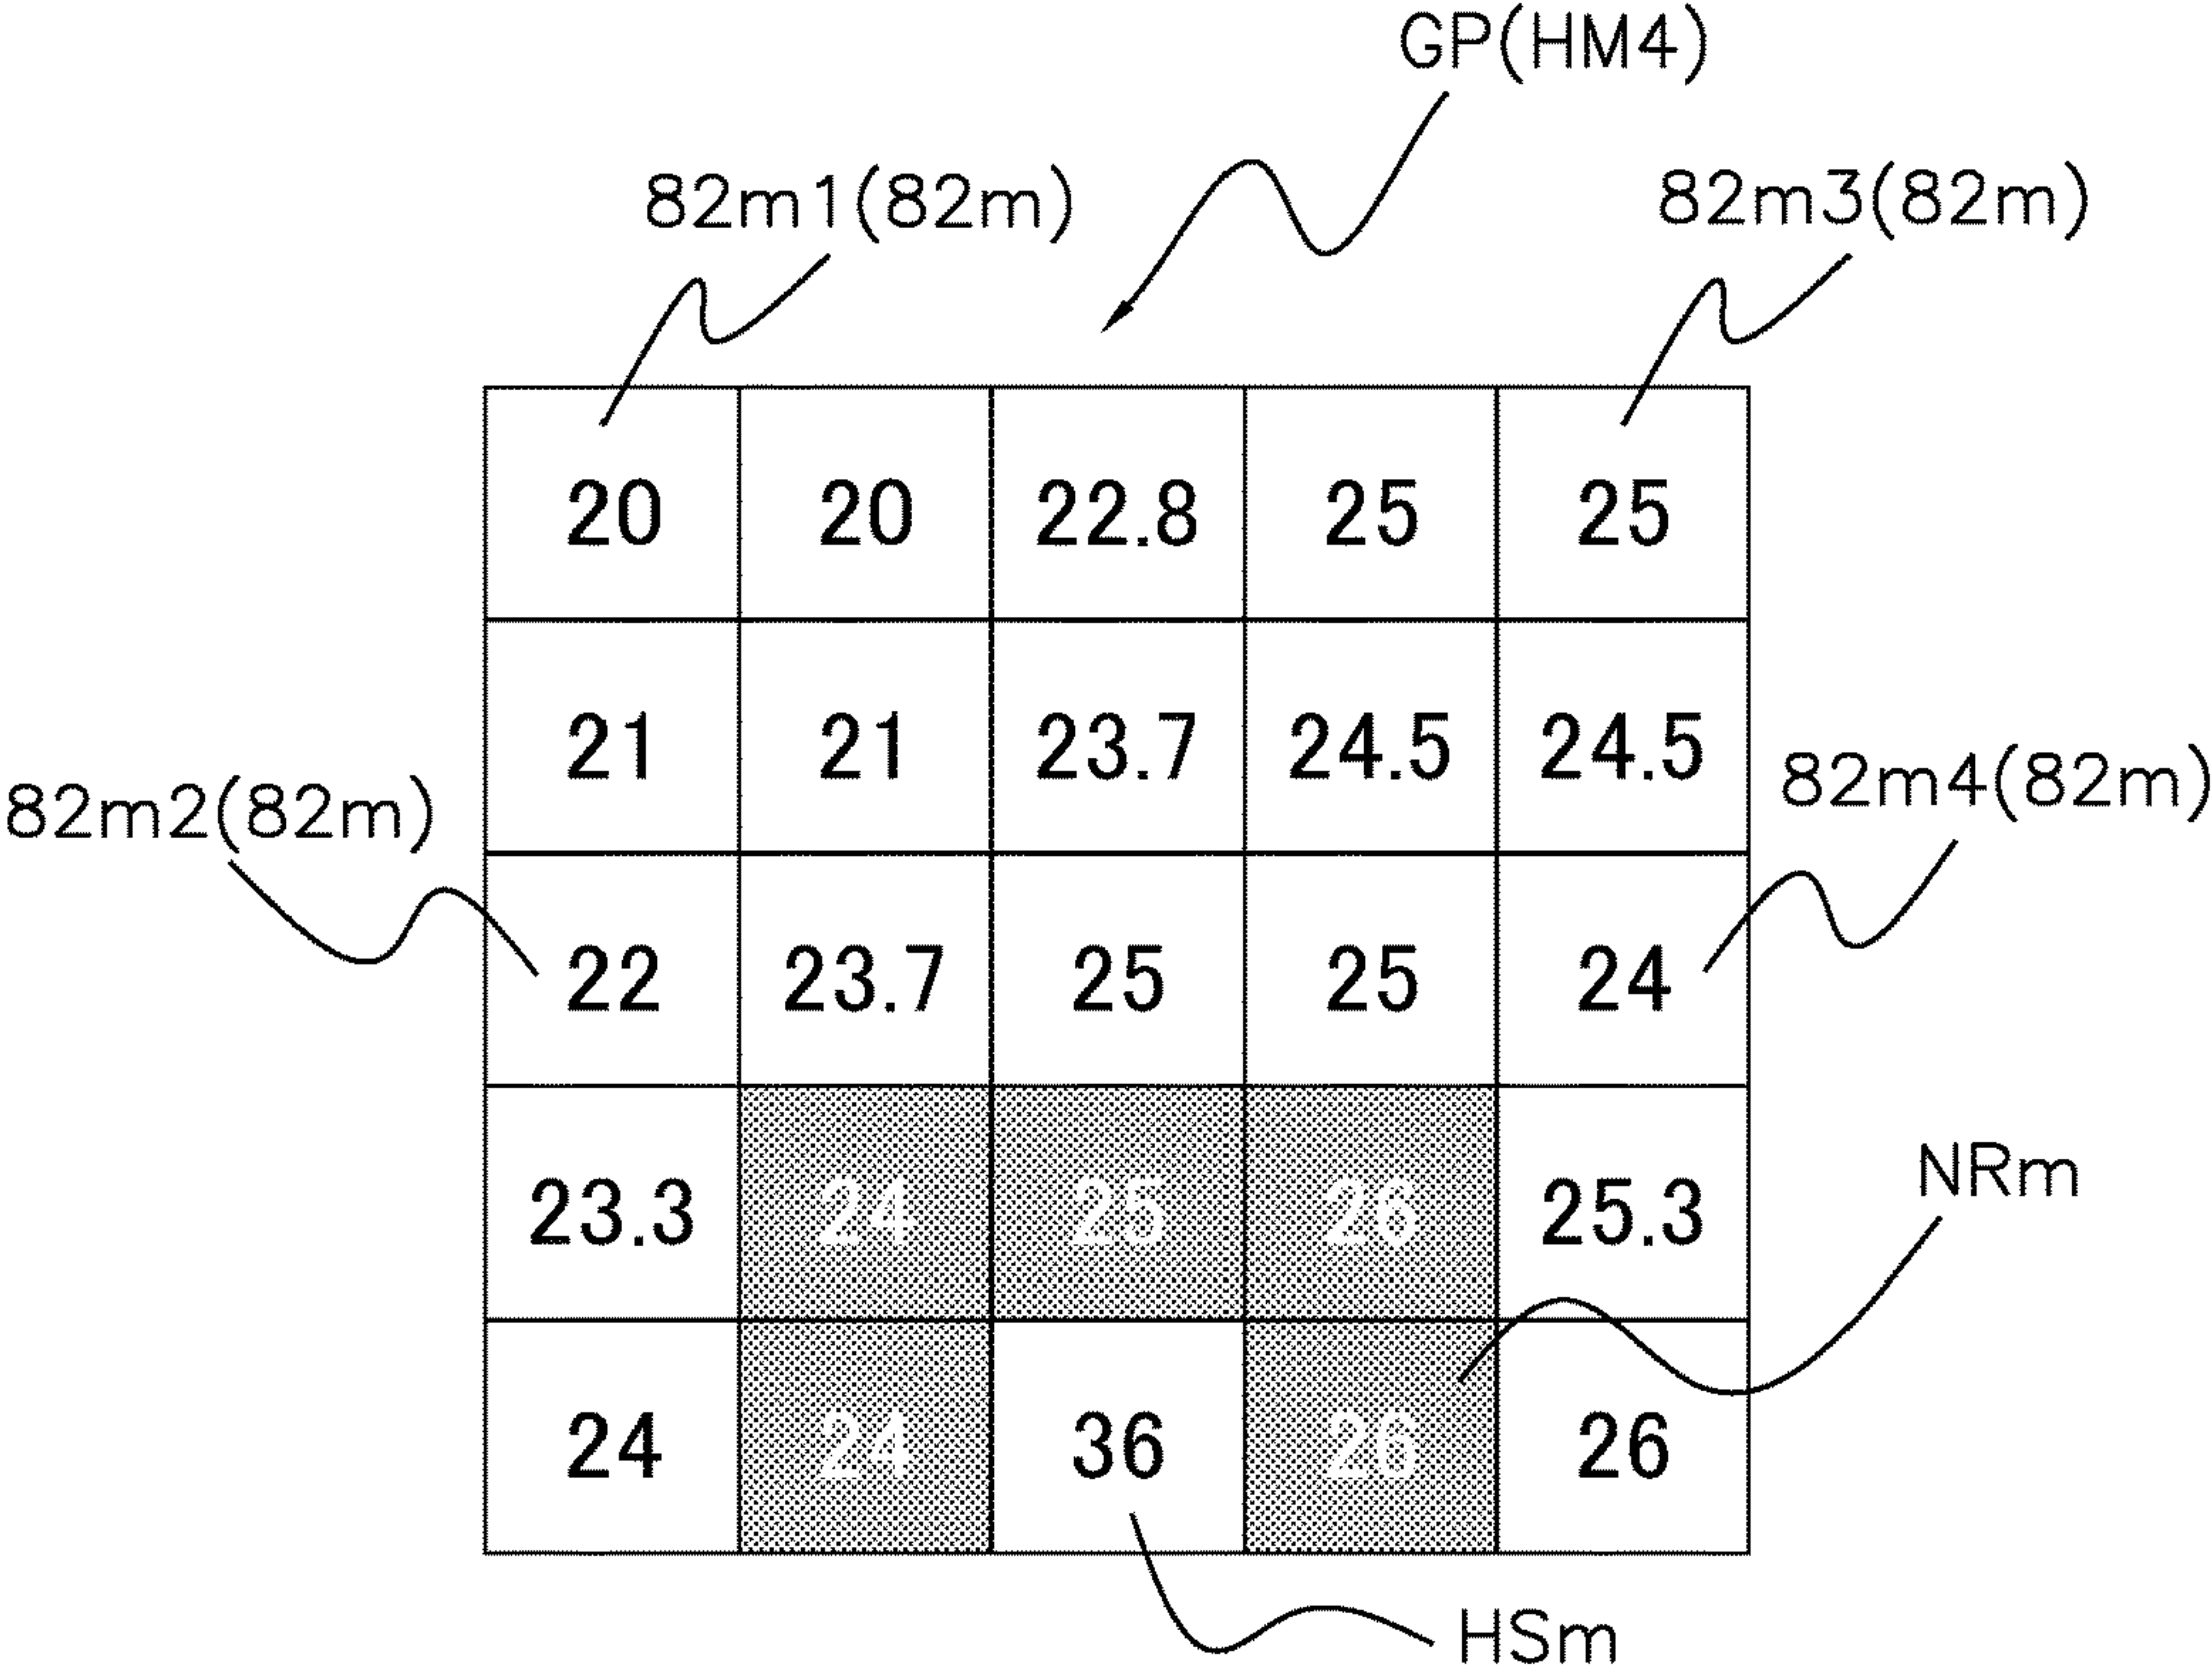 GP(HM4)
82m1(82m) 82m3(82m)
20 20 22.8 25 25
21 21 23.7 24.5 24.5
82m2(82m) 82m4(82m)
22 23.7 25 25 24
23.3 24 25 26 25.3
NRm
24 24 36 26 26
HSm